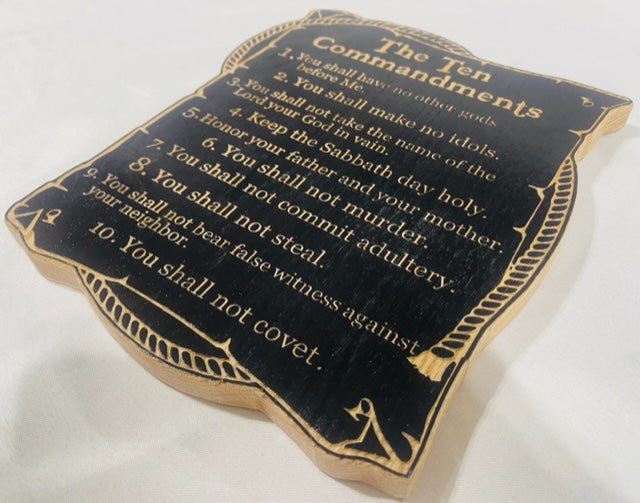 The Ten
Commandments
1. You shall have no other gods
before Me.
2. You shall make no idols.
3. You shall not take the name of the
Lord your God in vain.
4. Keep the Sabbath day holy.
5. Honor your father and your mother.
6. You shall not murder.
7. You shall not commit adultery.
8. You shall not steal.
9. You shall not bear false witness against
your neighbor.
10. You shall not covet.